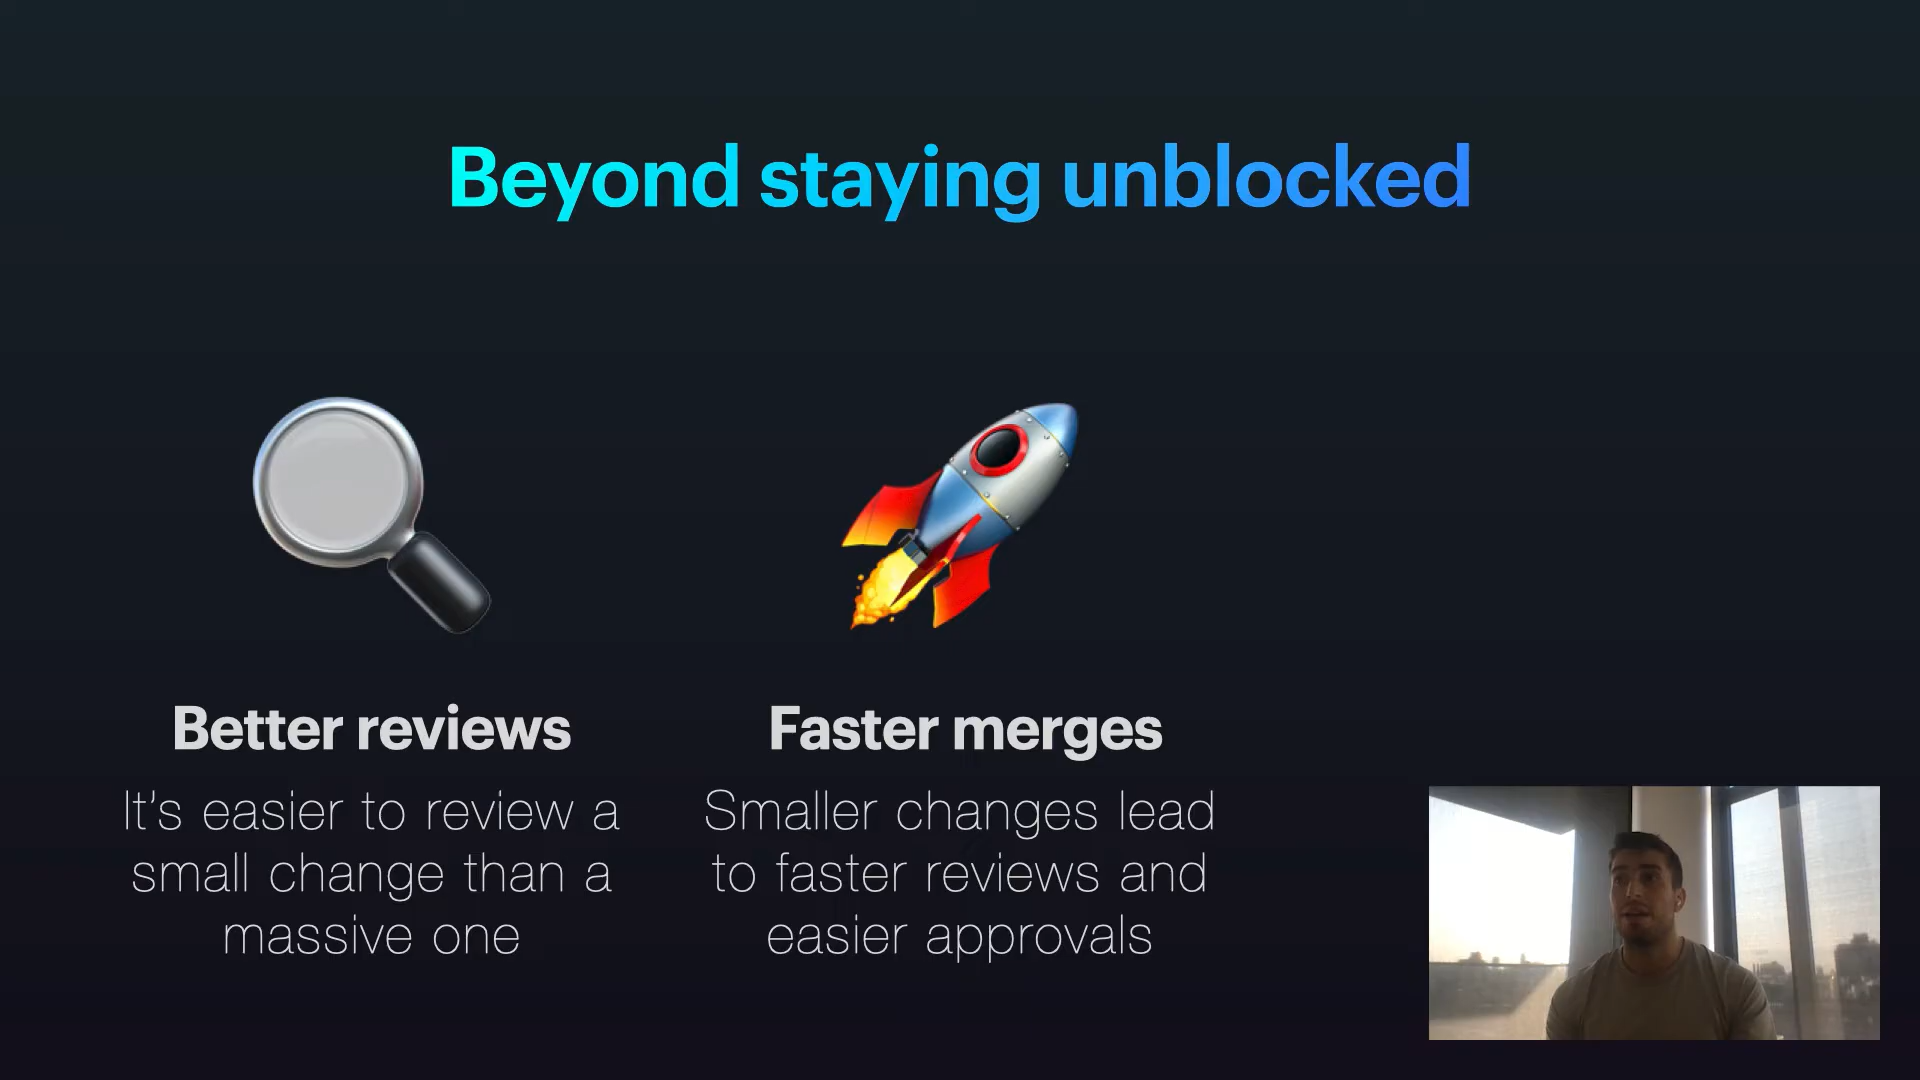 Beyond staying unblocked
Better reviews
It's easier to review a
small change than a
massive one
Faster merges
Smaller changes lead
to faster reviews and
easier approvals